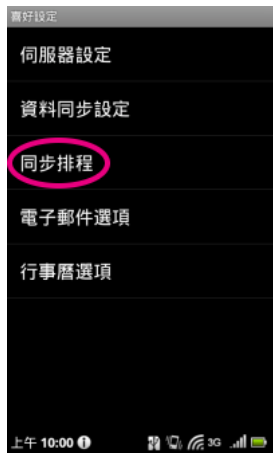 喜好設定
伺服器設定
資料同步設定
同步排程
電子郵件選項
行事曆選項
上午 10:00 3G